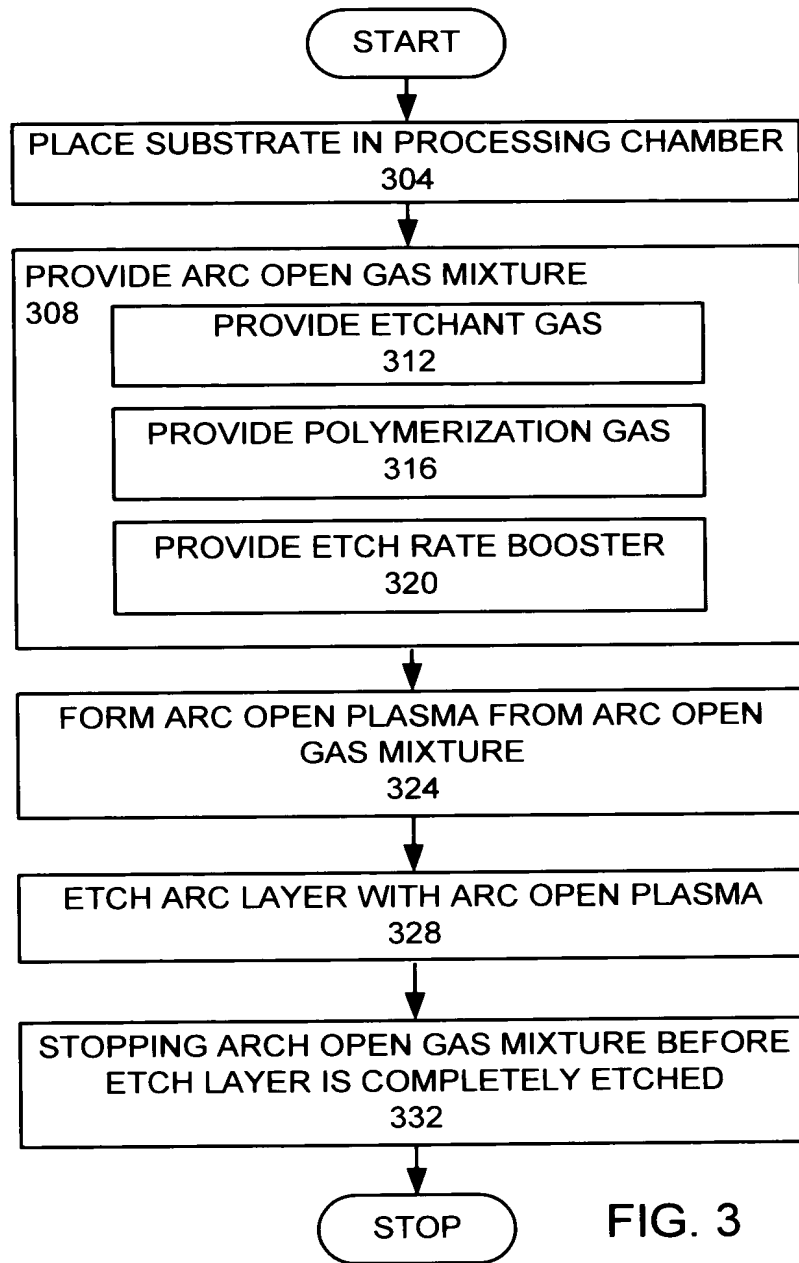 START
PLACE SUBSTRATE IN PROCESSING CHAMBER
304
PROVIDE ARC OPEN GAS MIXTURE
308
PROVIDE ETCHANT GAS
312
PROVIDE POLYMERIZATION GAS
316
PROVIDE ETCH RATE BOOSTER
320
FORM ARC OPEN PLASMA FROM ARC OPEN
GAS MIXTURE
324
ETCH ARC LAYER WITH ARC OPEN PLASMA
328
STOPPING ARCH OPEN GAS MIXTURE BEFORE
ETCH LAYER IS COMPLETELY ETCHED
332
STOP
FIG. 3